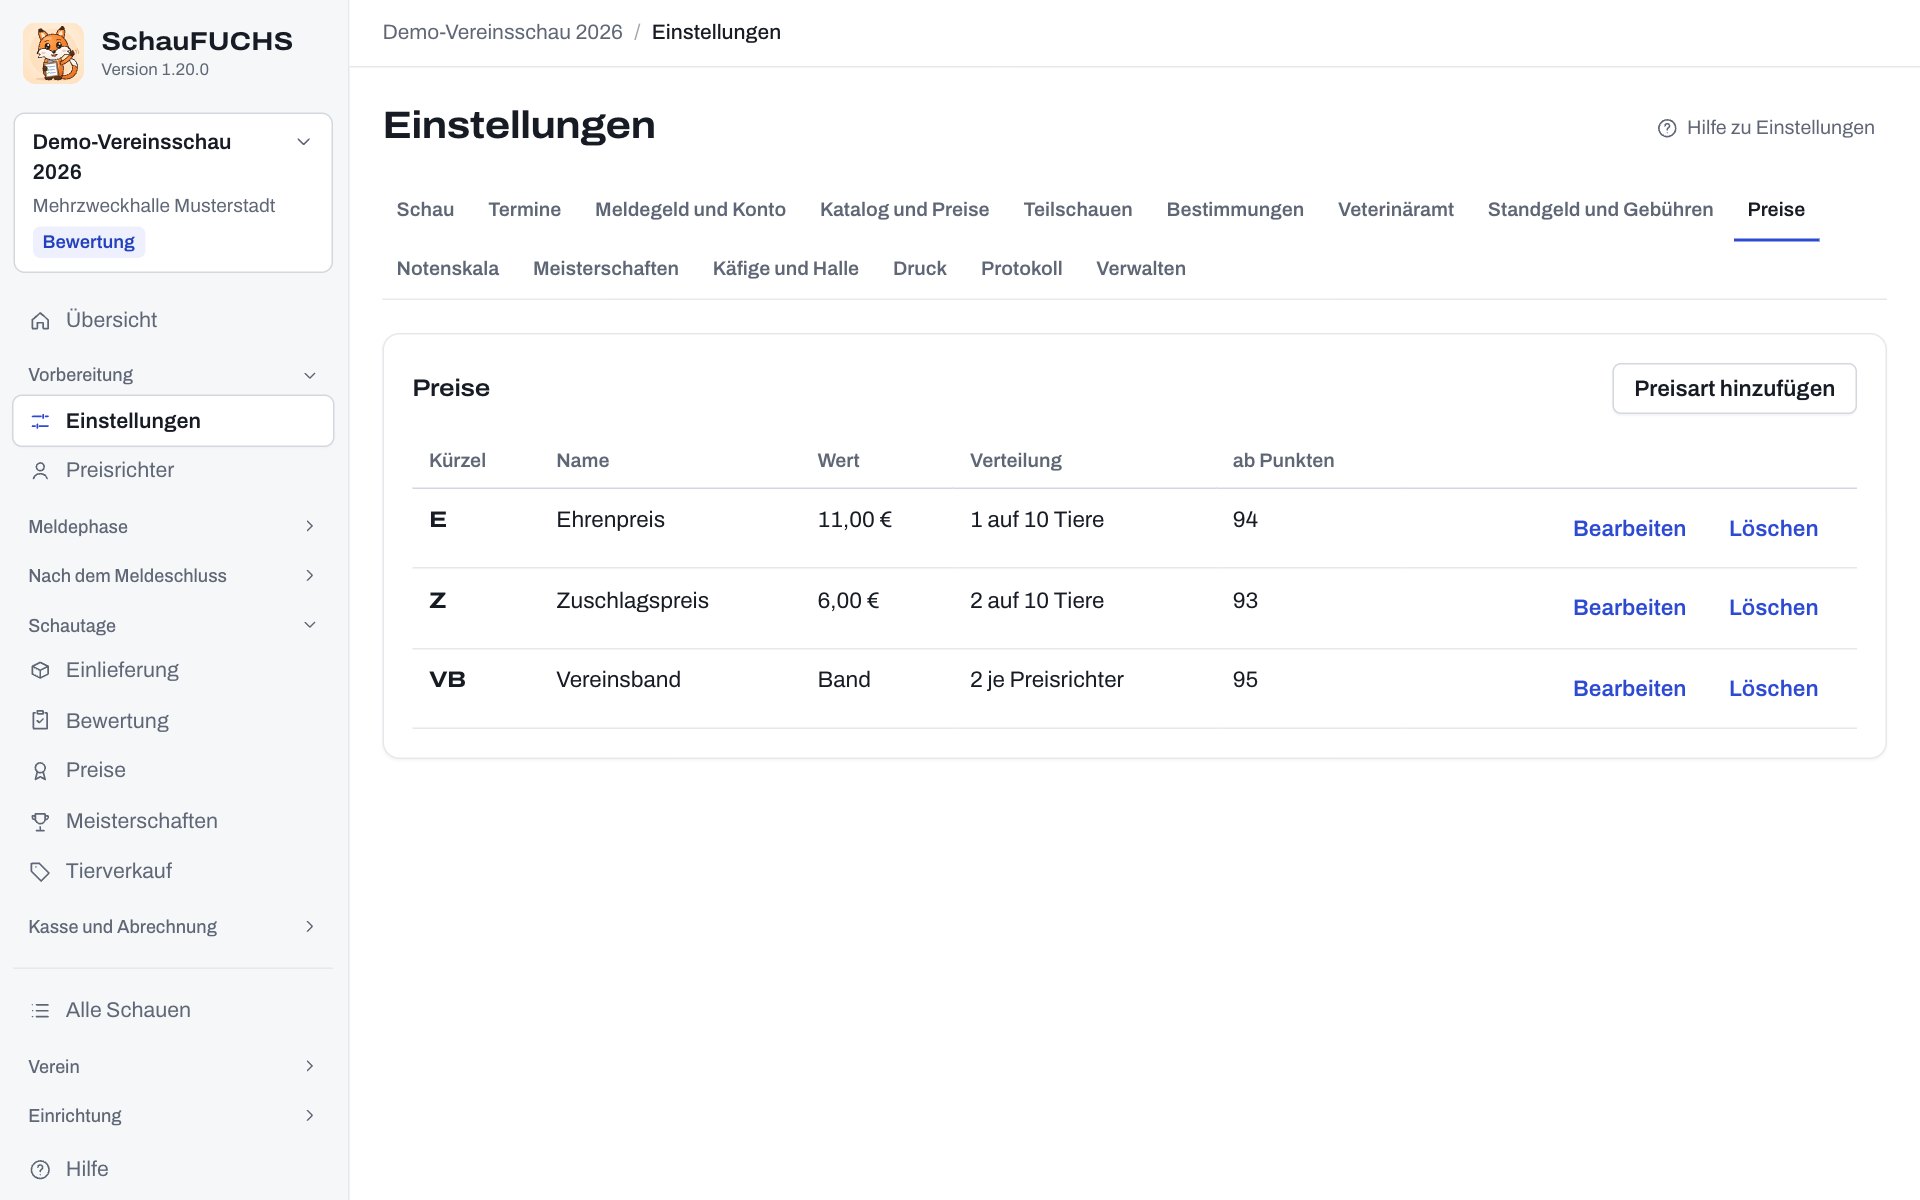 SchauFUCHS
Version 1.20.0
Demo-Vereinsschau
2026
Mehrzweckhalle Musterstadt
Bewertung
Übersicht
Vorbereitung
Einstellungen
Preisrichter
Meldephase
Nach dem Meldeschluss
Schautage
Einlieferung
Bewertung
Preise
Meisterschaften
Tierverkauf
Kasse und Abrechnung
Alle Schauen
Verein
Einrichtung
Hilfe
Demo-Vereinsschau 2026 / Einstellungen
Einstellungen
Hilfe zu Einstellungen
Schau Termine Meldegeld und Konto Katalog und Preise Teilschauen Bestimmungen Veterinäramt Standgeld und Gebühren Preise
Notenskala Meisterschaften Käfige und Halle Druck Protokoll Verwalten
Preise
Preisart hinzufügen
Kürzel Name Wert Verteilung ab Punkten
E Ehrenpreis 11,00 € 1 auf 10 Tiere 94 Bearbeiten Löschen
Z Zuschlagspreis 6,00 € 2 auf 10 Tiere 93 Bearbeiten Löschen
VB Vereinsband Band 2 je Preisrichter 95 Bearbeiten Löschen